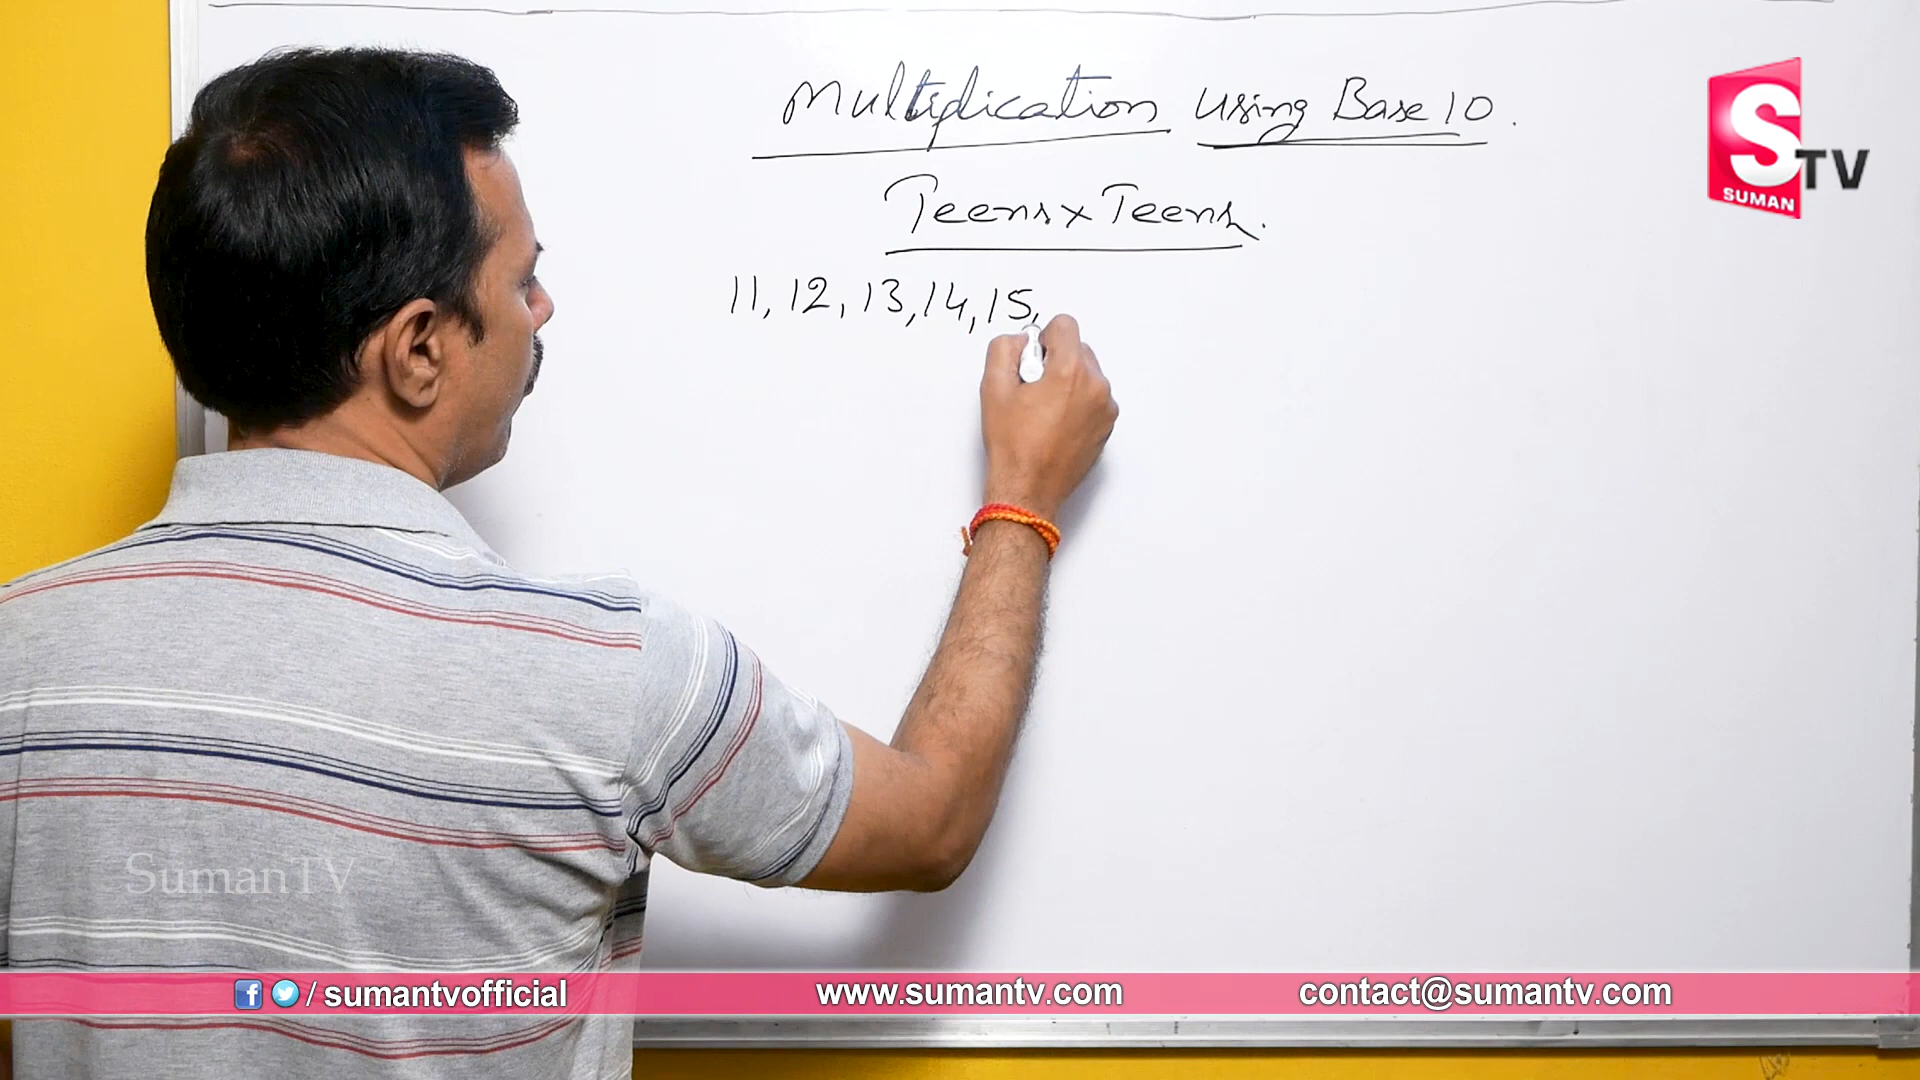 Multiplication using Base 10.
Teens x Teens.
11, 12, 13, 14, 15,
S TV
SUMAN
SumanTV
/ sumantvofficial
www.sumantv.com
contact@sumantv.com